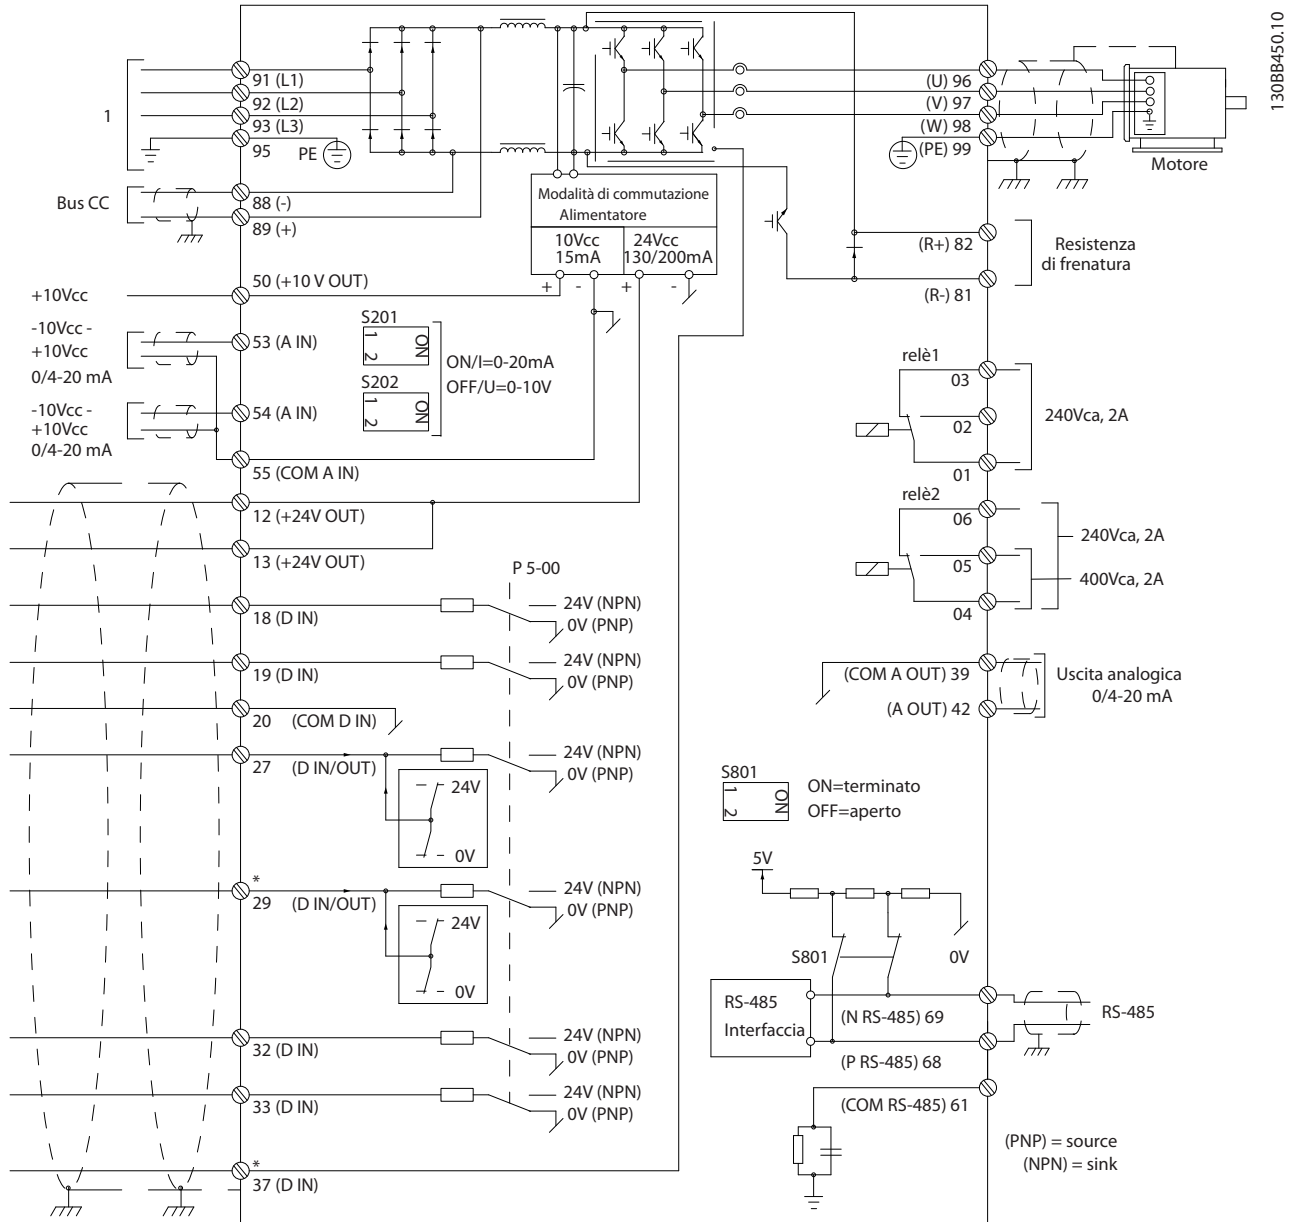 130BB450.10
1
91 (L1)
92 (L2)
93 (L3)
95
PE
Bus CC
88 (-)
89 (+)
Modalità di commutazione
Alimentatore
10Vcc
15mA
24Vcc
130/200mA
+
-
+
-
(U) 96
(V) 97
(W) 98
(PE) 99
Motore
(R+) 82
(R-) 81
Resistenza
di frenatura
+10Vcc
50 (+10 V OUT)
-10Vcc -
+10Vcc
0/4-20 mA
53 (A IN)
-10Vcc -
+10Vcc
0/4-20 mA
54 (A IN)
55 (COM A IN)
S201
1
2
ON
S202
1
2
ON
ON/I=0-20mA
OFF/U=0-10V
relè1
03
02
01
240Vca, 2A
relè2
06
05
04
240Vca, 2A
400Vca, 2A
12 (+24V OUT)
13 (+24V OUT)
P 5-00
18 (D IN)
24V (NPN)
0V (PNP)
19 (D IN)
24V (NPN)
0V (PNP)
20 (COM D IN)
27 (D IN/OUT)
24V (NPN)
0V (PNP)
24V
0V
*
29 (D IN/OUT)
24V (NPN)
0V (PNP)
24V
0V
32 (D IN)
24V (NPN)
0V (PNP)
33 (D IN)
24V (NPN)
0V (PNP)
*
37 (D IN)
(COM A OUT) 39
(A OUT) 42
Uscita analogica
0/4-20 mA
S801
1
2
ON
ON=terminato
OFF=aperto
5V
S801
0V
RS-485
Interfaccia
(N RS-485) 69
(P RS-485) 68
RS-485
(COM RS-485) 61
(PNP) = source
(NPN) = sink